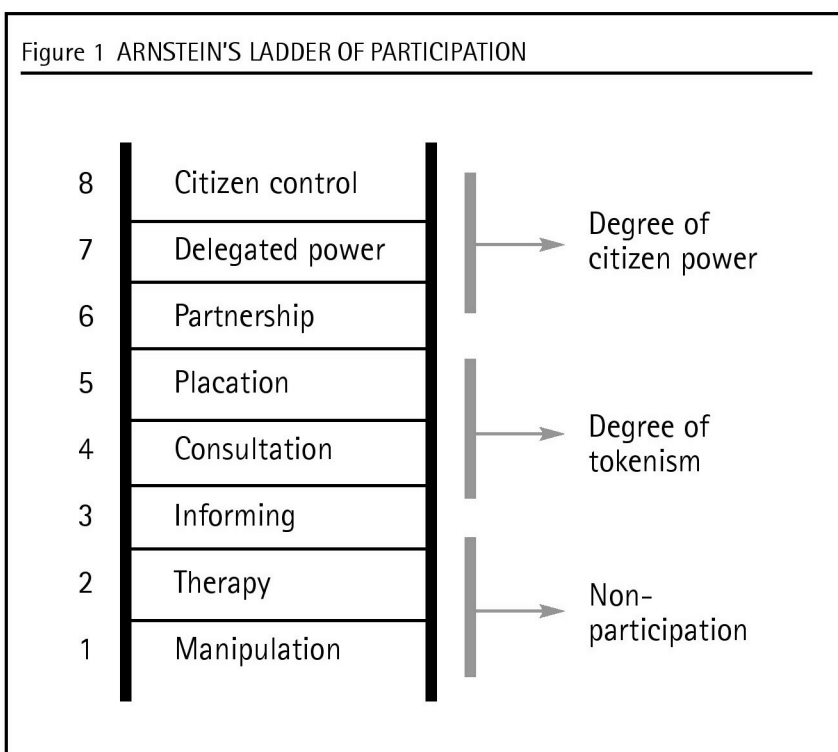 Figure 1 ARNSTEIN'S LADDER OF PARTICIPATION
8 Citizen control
7 Delegated power
6 Partnership
5 Placation
4 Consultation
3 Informing
2 Therapy
1 Manipulation
Degree of
citizen power
Degree of
tokenism
Non-
participation